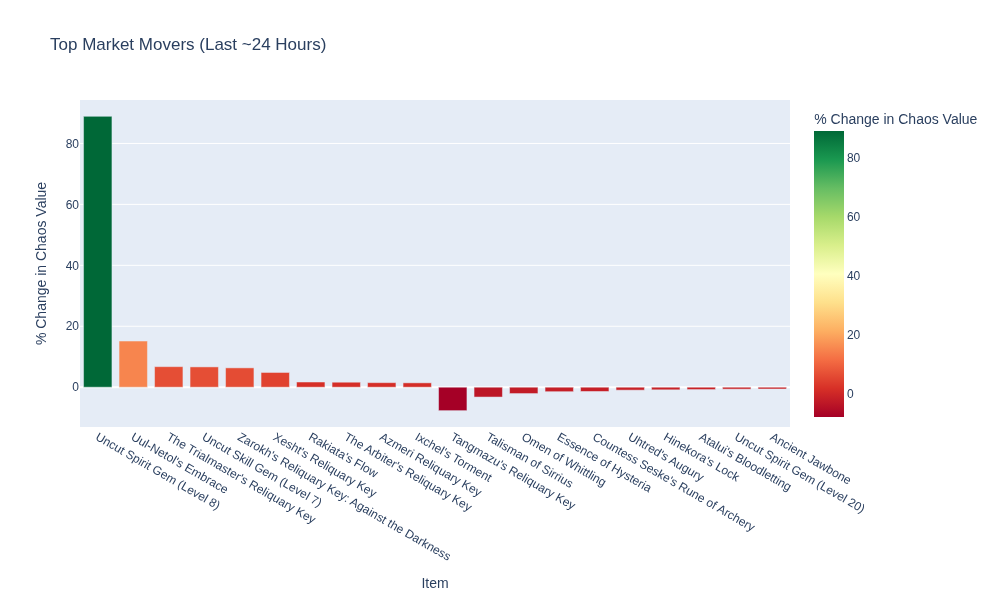 Top Market Movers (Last ~24 Hours)
% Change in Chaos Value
80
60
40
20
0
Uncut Spirit Gem (Level 8)
Uul-Netol's Embrace
The Trialmaster's Reliquary Key
Uncut Skill Gem (Level 7)
Zarokh's Reliquary Key: Against the Darkness
Xesht's Reliquary Key
Rakiata's Flow
The Arbiter's Reliquary Key
Azmeri Reliquary Key
Ixchel's Torment
Tangmazu's Reliquary Key
Talisman of Sirrius
Omen of Whittling
Essence of Hysteria
Countess Seske's Rune of Archery
Uhtred's Augury
Hinekora's Lock
Atalui's Bloodletting
Uncut Spirit Gem (Level 20)
Ancient Jawbone
Item
% Change in Chaos Value
80
60
40
20
0